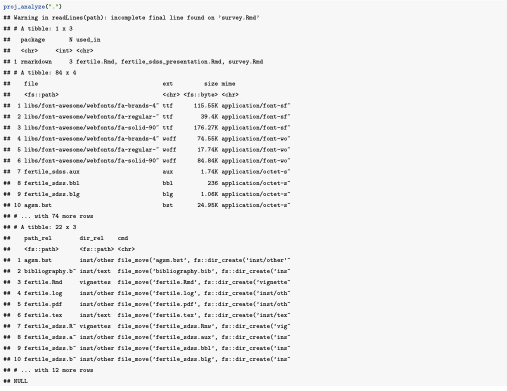 proj_analyze(".")
## Warning in readLines(path): incomplete final line found on 'survey.Rmd'
## # A tibble: 1 x 3
## package N used_in
## <chr> <int> <chr>
## 1 rmarkdown 3 fertile.Rmd, fertile_sdss_presentation.Rmd, survey.Rmd
## # A tibble: 84 x 4
## file ext size mime
## <fs::path> <chr> <fs::byte> <chr>
## 1 libs/font-awesome/webfonts/fa-brands-4~ ttf 115.55K application/font-sf~
## 2 libs/font-awesome/webfonts/fa-regular-~ ttf 39.4K application/font-sf~
## 3 libs/font-awesome/webfonts/fa-solid-90~ ttf 176.27K application/font-sf~
## 4 libs/font-awesome/webfonts/fa-brands-4~ woff 74.55K application/font-wo~
## 5 libs/font-awesome/webfonts/fa-regular-~ woff 17.74K application/font-wo~
## 6 libs/font-awesome/webfonts/fa-solid-90~ woff 84.84K application/font-wo~
## 7 fertile_sdss.aux aux 1.74K application/octet-s~
## 8 fertile_sdss.bbl bbl 236 application/octet-s~
## 9 fertile_sdss.blg blg 1.06K application/octet-s~
## 10 agsm.bst bst 24.95K application/octet-s~
## # ... with 74 more rows
## # A tibble: 22 x 3
## path_rel dir_rel cmd
## <fs::path> <fs::path> <chr>
## 1 agsm.bst inst/other file_move('agsm.bst', fs::dir_create('inst/other'~
## 2 bibliography.b~ inst/text file_move('bibliography.bib', fs::dir_create('ins~
## 3 fertile.Rmd vignettes file_move('fertile.Rmd', fs::dir_create('vignette~
## 4 fertile.log inst/other file_move('fertile.log', fs::dir_create('inst/oth~
## 5 fertile.pdf inst/other file_move('fertile.pdf', fs::dir_create('inst/oth~
## 6 fertile.tex inst/text file_move('fertile.tex', fs::dir_create('inst/tex~
## 7 fertile_sdss.R~ vignettes file_move('fertile_sdss.Rnw', fs::dir_create('vig~
## 8 fertile_sdss.a~ inst/other file_move('fertile_sdss.aux', fs::dir_create('ins~
## 9 fertile_sdss.b~ inst/other file_move('fertile_sdss.bbl', fs::dir_create('ins~
## 10 fertile_sdss.b~ inst/other file_move('fertile_sdss.blg', fs::dir_create('ins~
## # ... with 12 more rows
## NULL